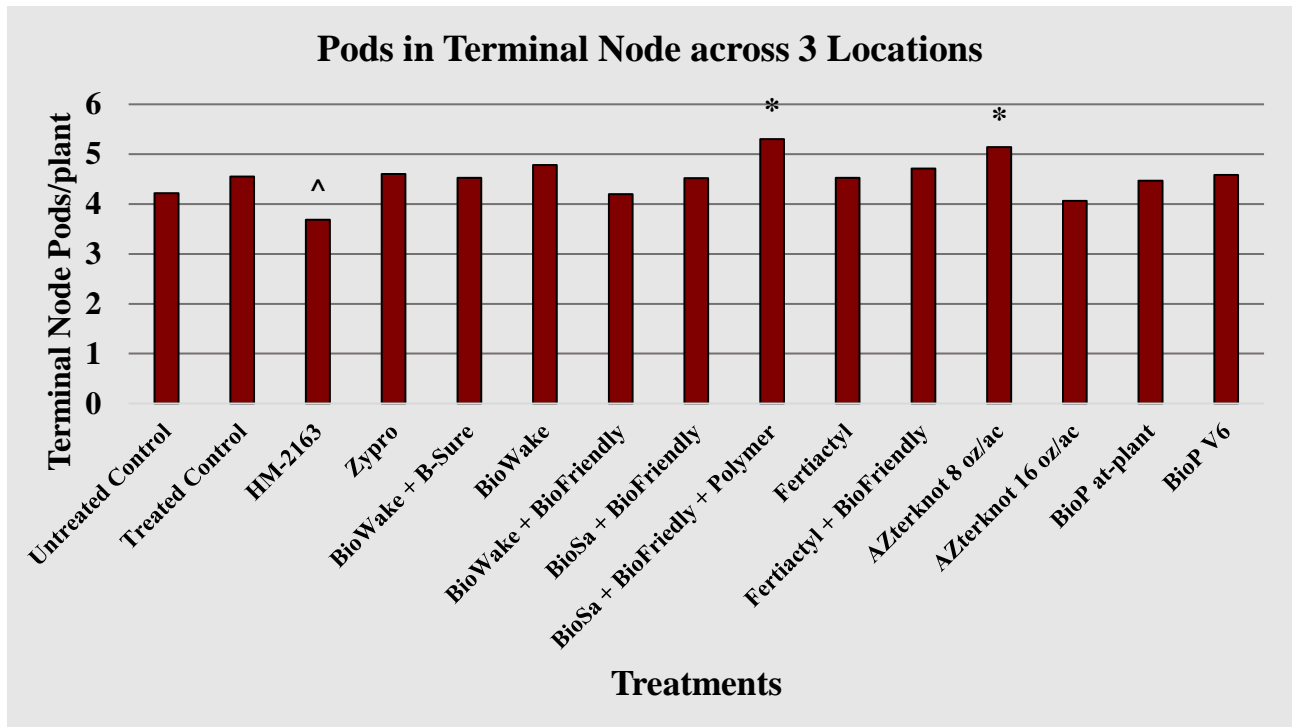 Pods in Terminal Node across 3 Locations
Terminal Node Pods/plant
6
5
4
3
2
1
0
^
*
*
Untreated Control
Treated Control
HM-2163
Zypro
BioWake + B-Sure
BioWake
BioWake + BioFriendly
BioSa + BioFriendly
BioSa + BioFriedly + Polymer
Fertiactyl
Fertiactyl + BioFriendly
AZterknot 8 oz/ac
AZterknot 16 oz/ac
BioP at-plant
BioP V6
Treatments